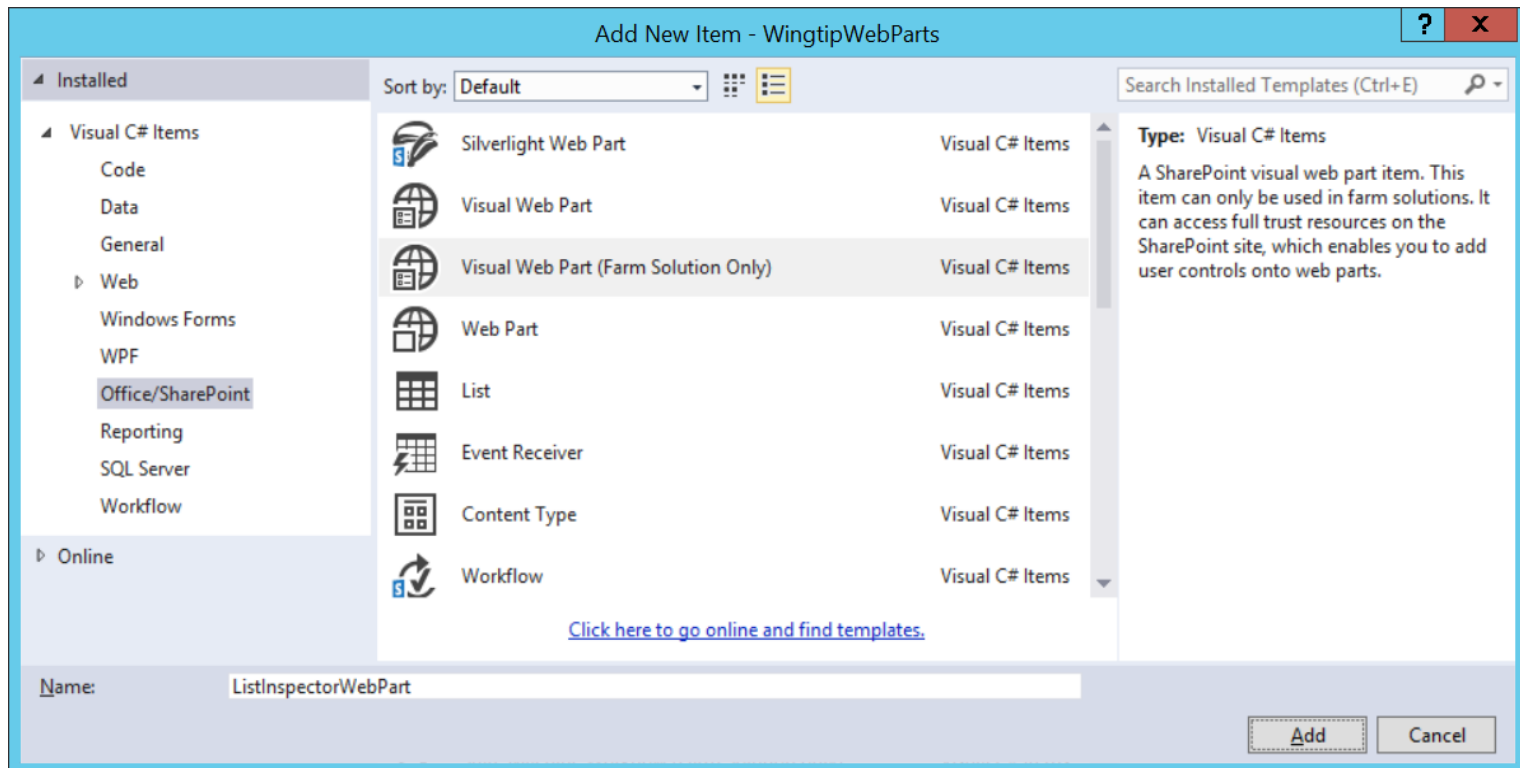 Add New Item - WingtipWebParts
?
X
Installed
Sort by: Default
Search Installed Templates (Ctrl+E)
Visual C# Items
Code
Data
General
Web
Windows Forms
WPF
Office/SharePoint
Reporting
SQL Server
Workflow
Online
Silverlight Web Part Visual C# Items
Visual Web Part Visual C# Items
Visual Web Part (Farm Solution Only) Visual C# Items
Web Part Visual C# Items
List Visual C# Items
Event Receiver Visual C# Items
Content Type Visual C# Items
Workflow Visual C# Items
Click here to go online and find templates.
Type: Visual C# Items
A SharePoint visual web part item. This
item can only be used in farm solutions. It
can access full trust resources on the
SharePoint site, which enables you to add
user controls onto web parts.
Name: ListInspectorWebPart
Add Cancel